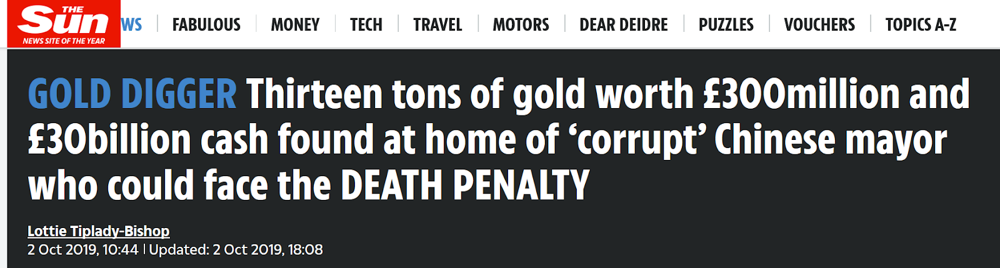 THE
Sun
NEWS SITE OF THE YEAR
WS FABULOUS MONEY TECH TRAVEL MOTORS DEAR DEIDRE PUZZLES VOUCHERS TOPICS A-Z
GOLD DIGGER Thirteen tons of gold worth £300million and
£30billion cash found at home of ‘corrupt’ Chinese mayor
who could face the DEATH PENALTY
Lottie Tiplady-Bishop
2 Oct 2019, 10:44 | Updated: 2 Oct 2019, 18:08